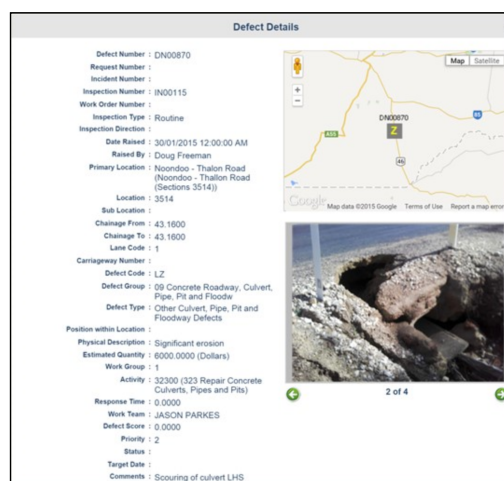 Defect Details
Defect Number : DN00870
Request Number :
Incident Number :
Inspection Number : IN00115
Work Order Number :
Inspection Type : Routine
Inspection Direction :
Date Raised : 30/01/2015 12:00:00 AM
Raised By : Doug Freeman
Primary Location : Noondoo - Thalon Road
(Noondoo - Thallon Road
(Sections 3514))
Location : 3514
Sub Location :
Chainage From : 43.1600
Chainage To : 43.1600
Lane Code : 1
Carriageway Number :
Defect Code : LZ
Defect Group : 09 Concrete Roadway, Culvert,
Pipe, Pit and Floodw
Defect Type : Other Culvert, Pipe, Pit and
Floodway Defects
Position within Location :
Physical Description : Significant erosion
Estimated Quantity : 6000.0000 (Dollars)
Work Group : 1
Activity : 32300 (323 Repair Concrete
Culverts, Pipes and Pits)
Response Time : 0.0000
Work Team : JASON PARKES
Defect Score : 0.0000
Priority : 2
Status :
Target Date :
Comments : Scouring of culvert LHS
Map Satellite
+
−
DN00870
Z
A55
85
46
Google Map data ©2015 Google Terms of Use Report a map error
2 of 4